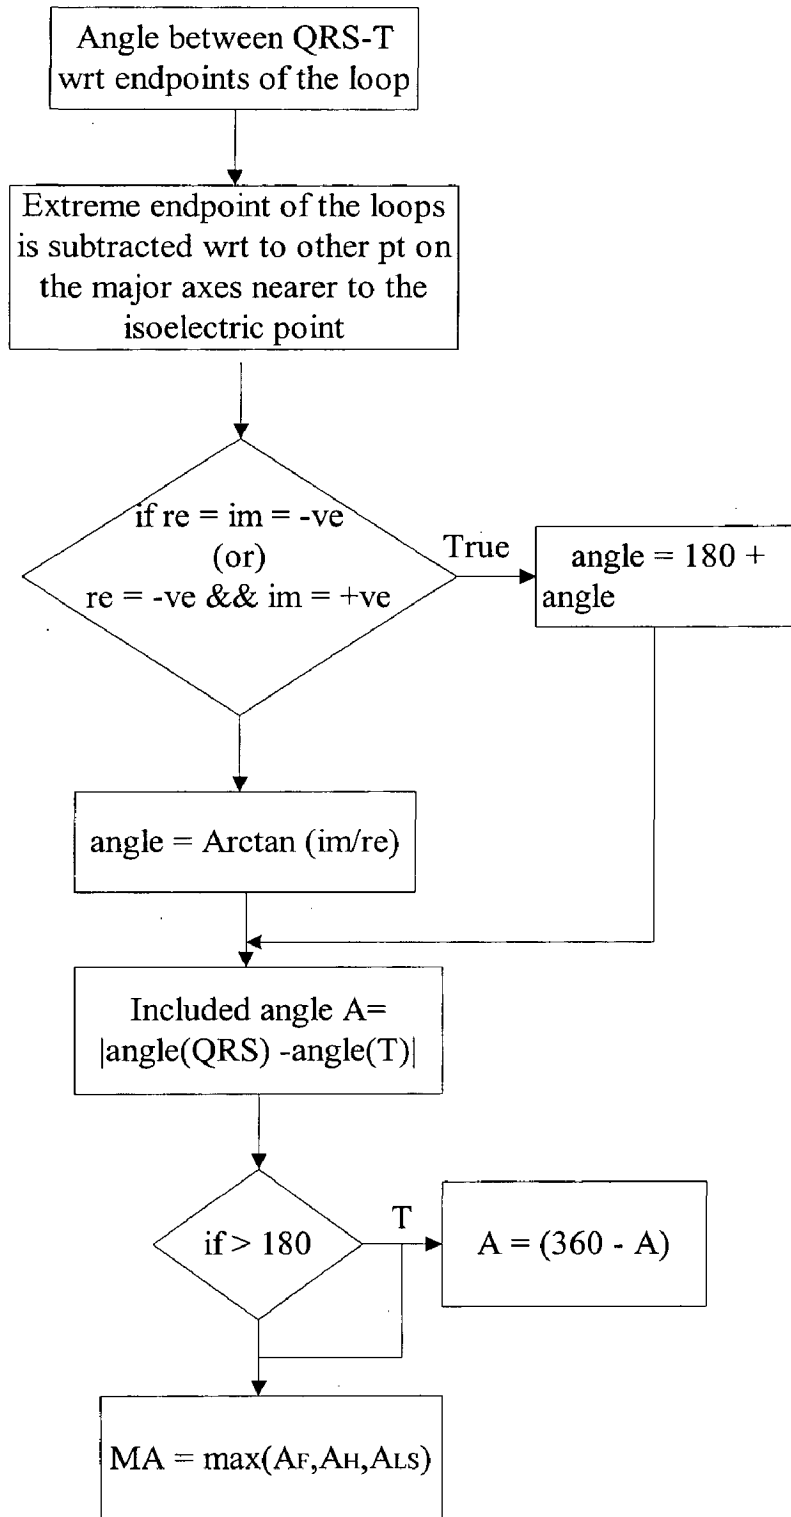 Angle between QRS-T
wrt endpoints of the loop
Extreme endpoint of the loops
is subtracted wrt to other pt on
the major axes nearer to the
isoelectric point
if re = im = -ve
(or)
re = -ve && im = +ve
True
angle = 180 +
angle
angle = Arctan (im/re)
Included angle A=
|angle(QRS) -angle(T)|
if > 180
T
A = (360 - A)
MA = max(AF,AH,ALS)